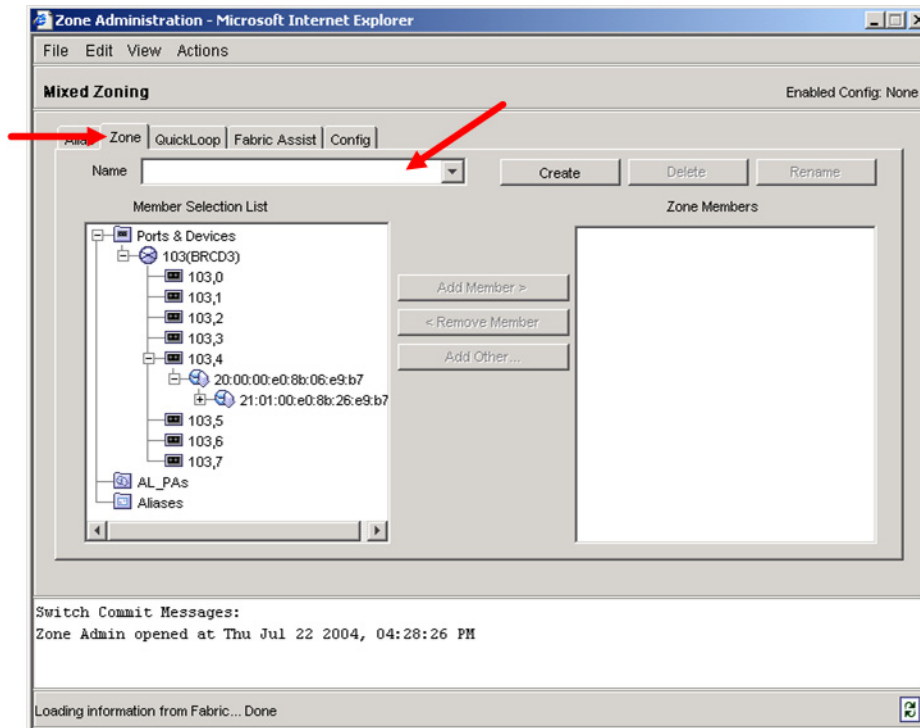 Zone Administration - Microsoft Internet Explorer
File Edit View Actions
Mixed Zoning
Enabled Config: None
Zone QuickLoop Fabric Assist Config
Name
Create Delete Rename
Member Selection List
Zone Members
Ports & Devices
103(BRCD3)
103,0
103,1
103,2
103,3
103,4
20:00:00:e0:8b:06:e9:b7
21:01:00:e0:8b:26:e9:b7
103,5
103,6
103,7
AL_PAs
Aliases
Add Member >
< Remove Member
Add Other...
Switch Commit Messages:
Zone Admin opened at Thu Jul 22 2004, 04:28:26 PM
Loading information from Fabric... Done